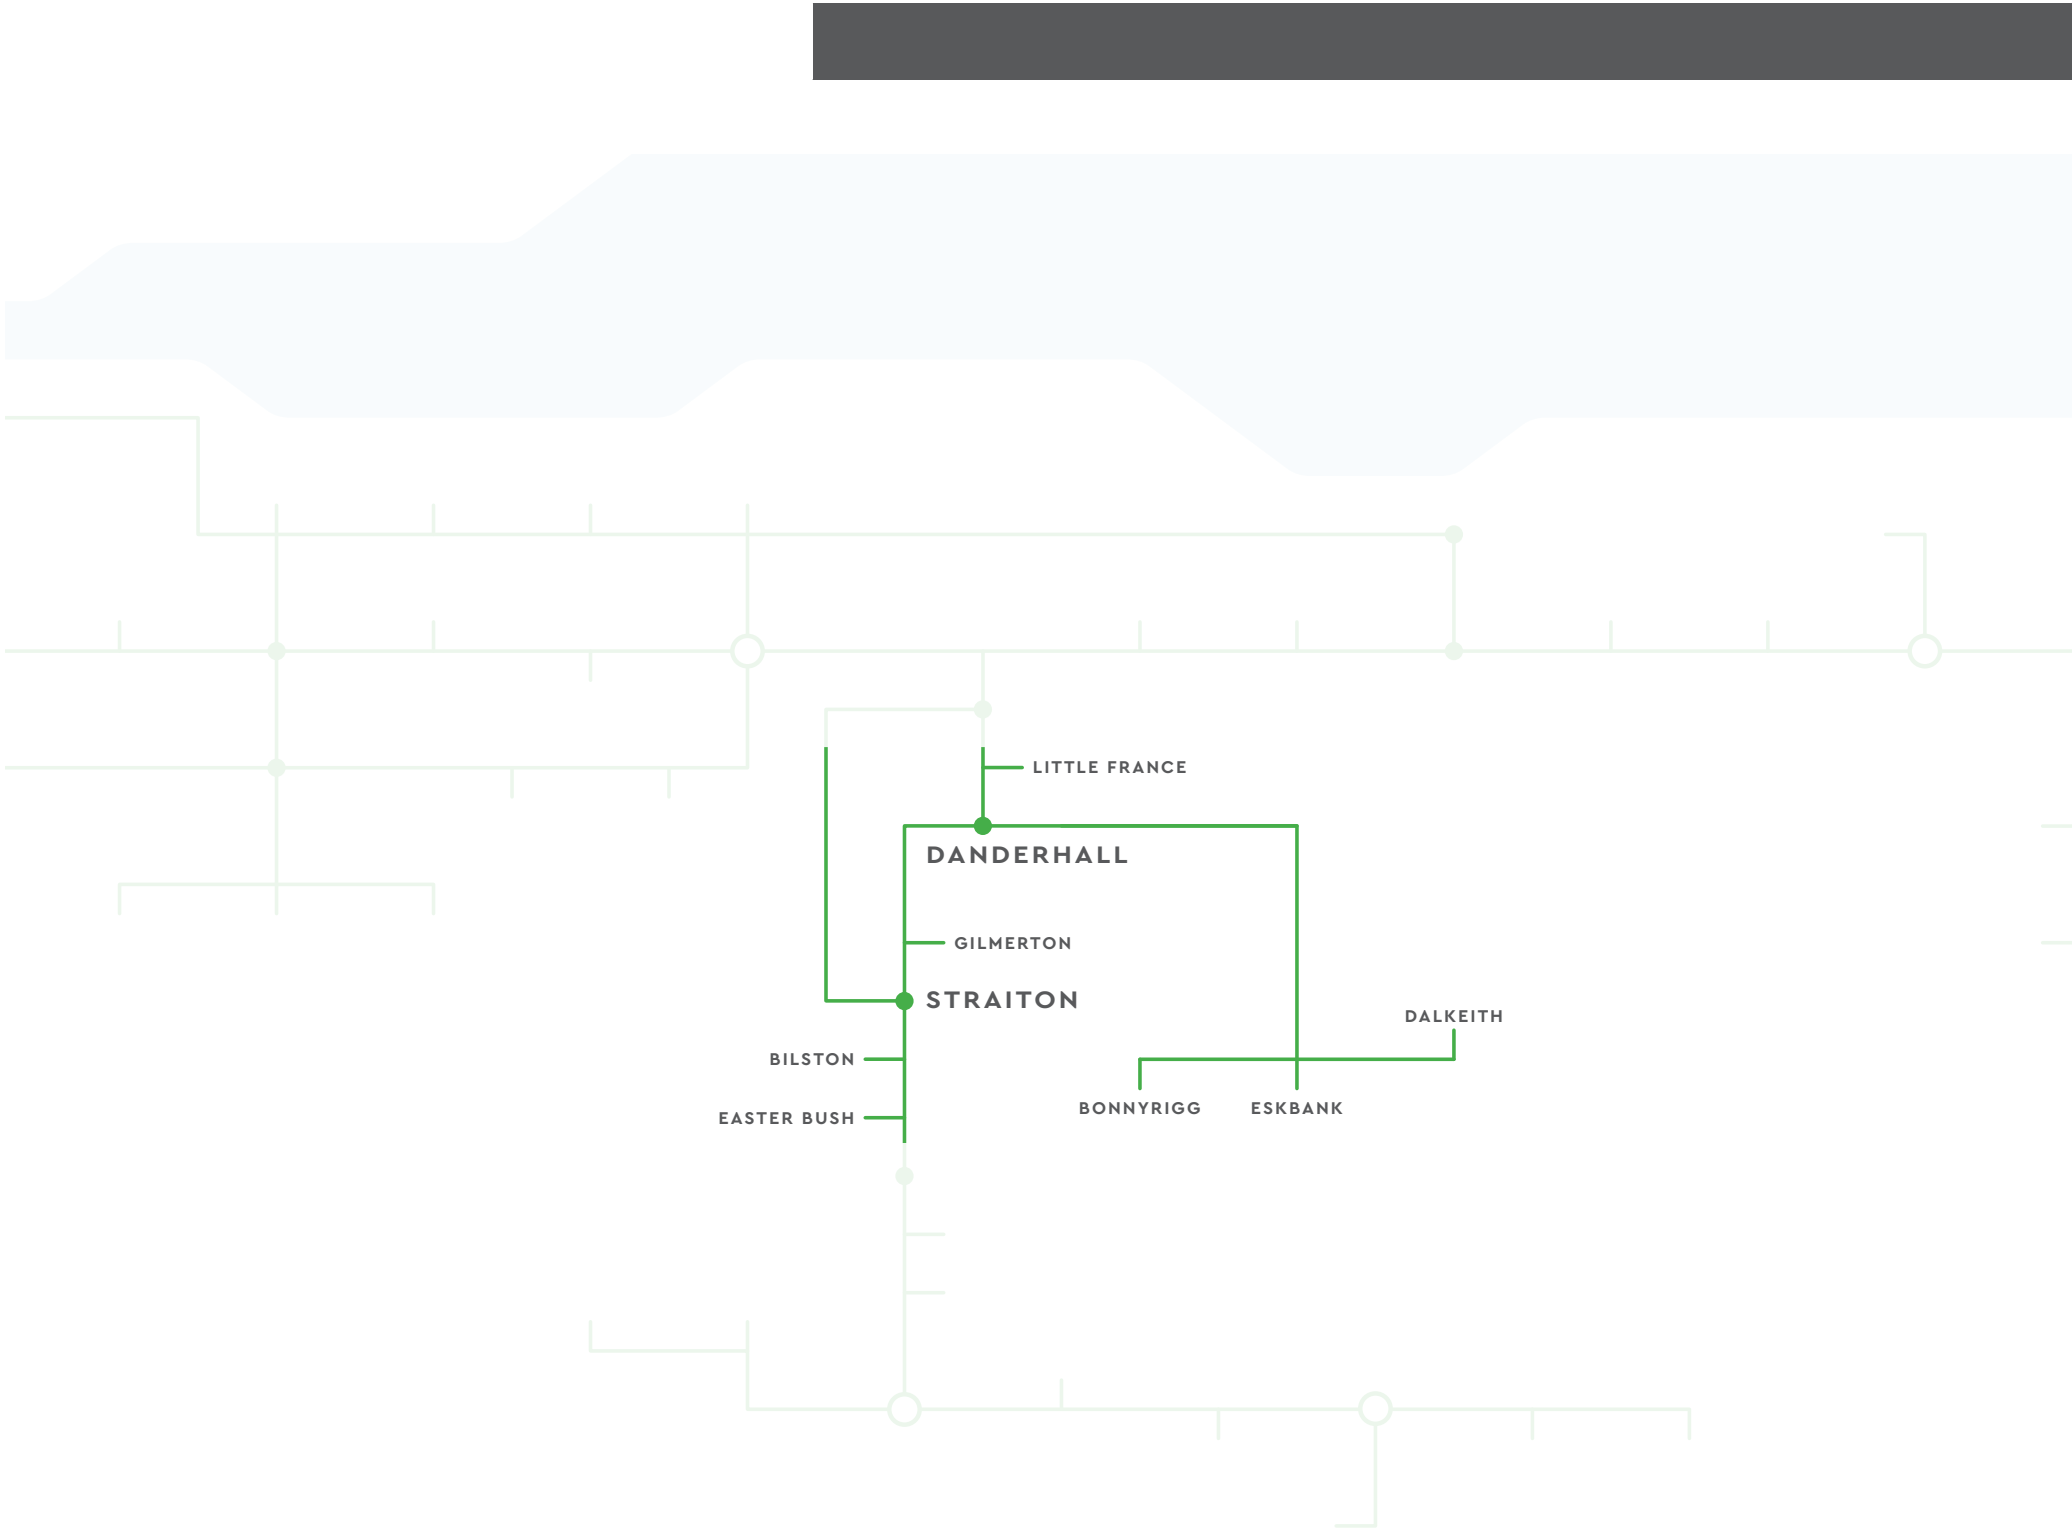 LITTLE FRANCE
DANDERHALL
GILMERTON
STRAITON
DALKEITH
BILSTON
BONNYRIGG
ESKBANK
EASTER BUSH